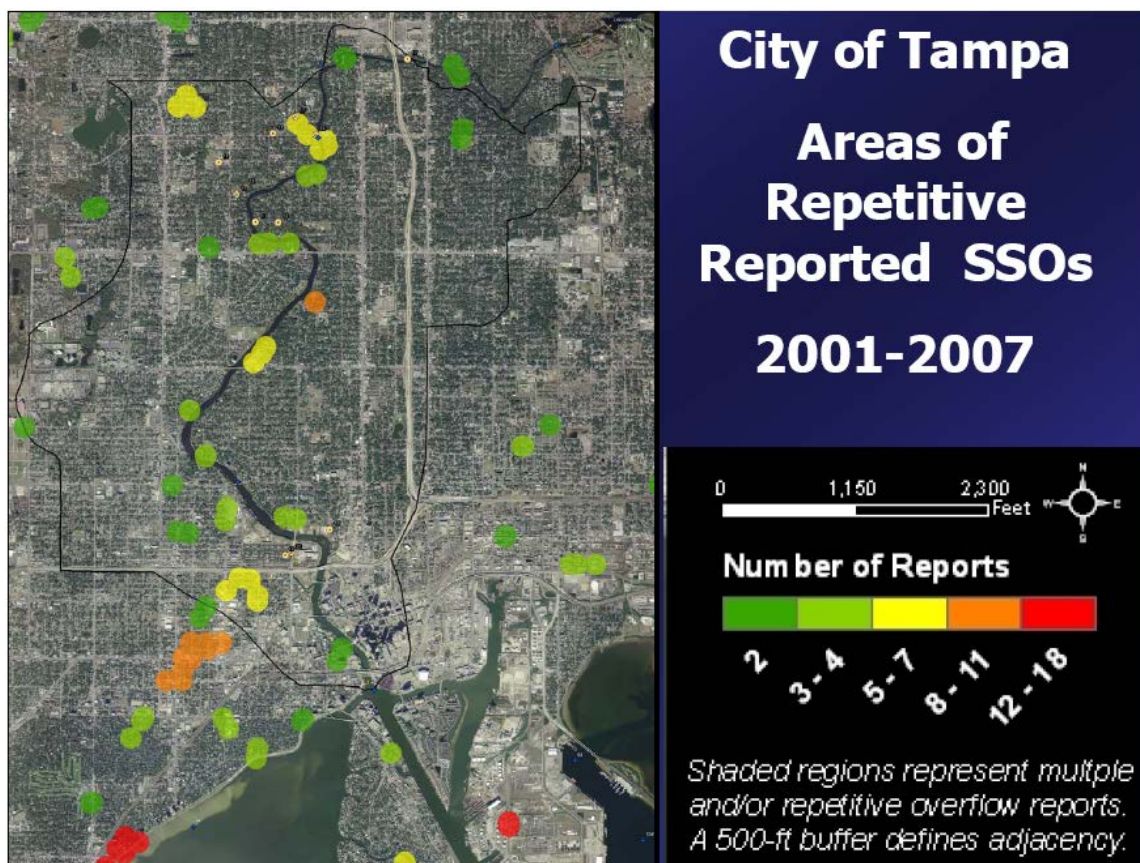 City of Tampa
Areas of
Repetitive
Reported SSOs
2001-2007
0 1,150 2,300
Feet
N
W E
S
Number of Reports
2 3 - 4 5 - 7 8 - 11 12 - 18
Shaded regions represent multple
and/or repetitive overflow reports.
A 500-ft buffer defines adjacency.